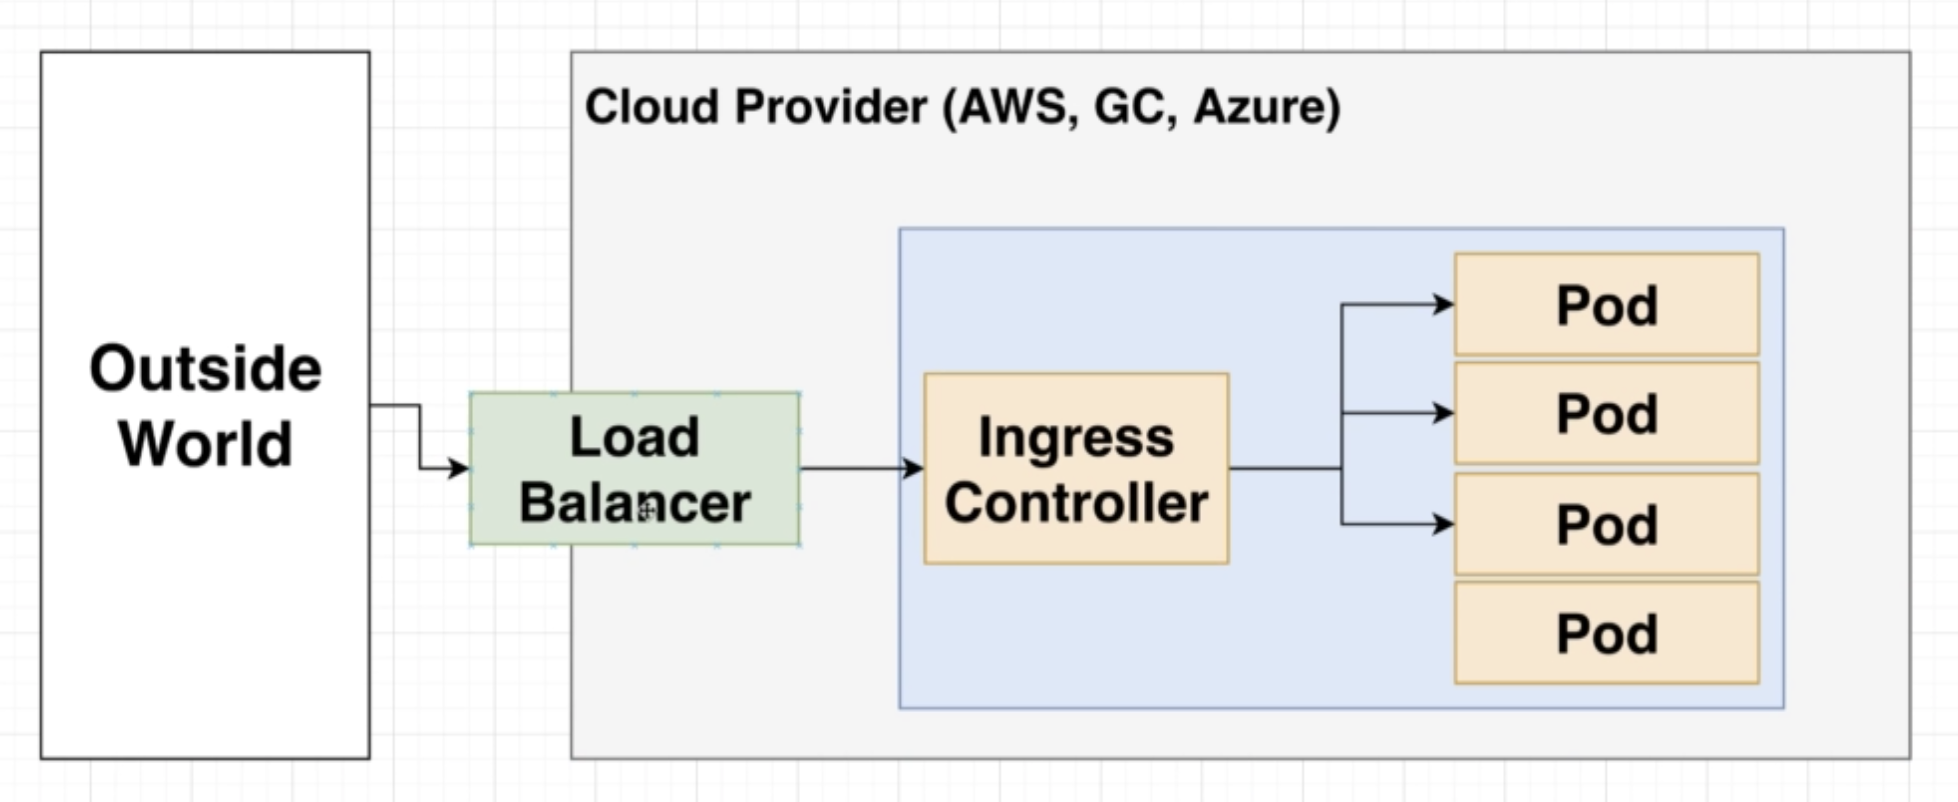 Cloud Provider (AWS, GC, Azure)
Outside
World
Load
Balancer
Ingress
Controller
Pod
Pod
Pod
Pod